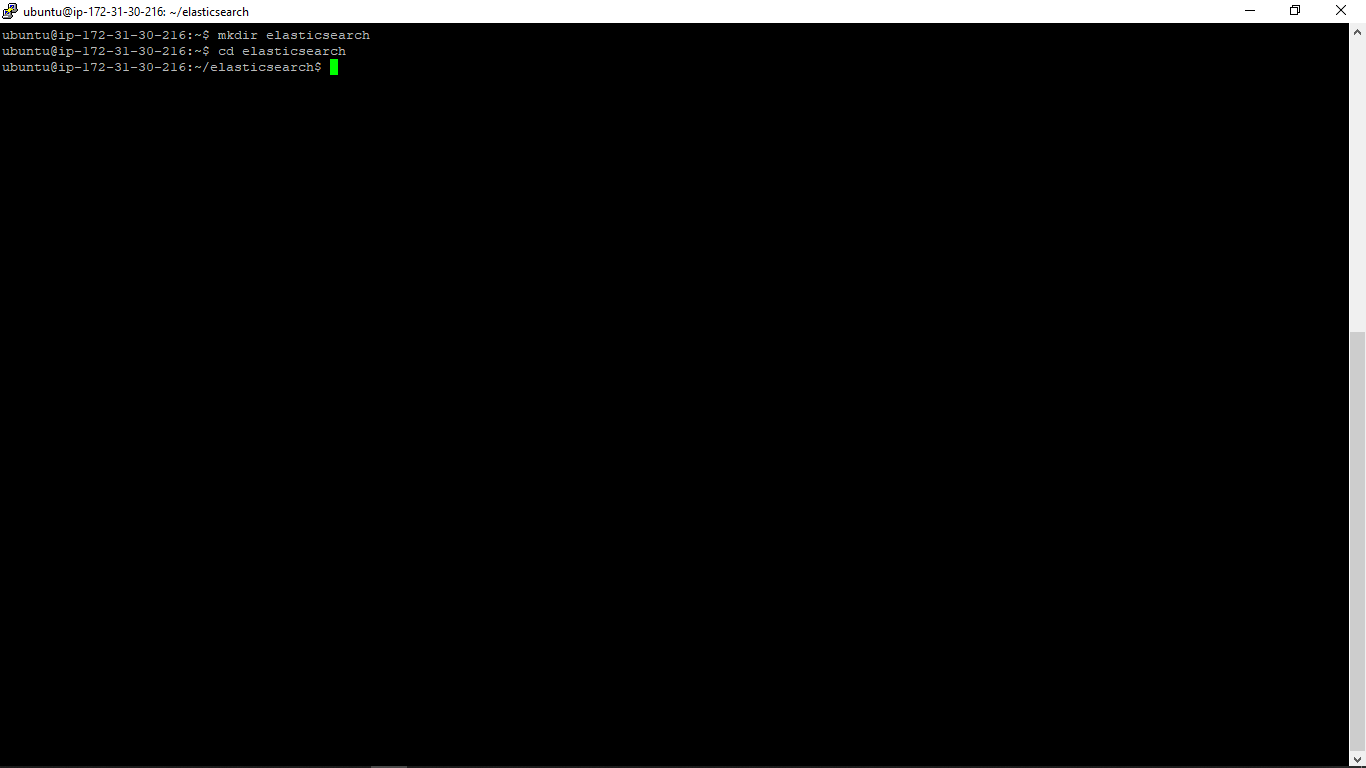 ubuntu@ip-172-31-30-216: ~/elasticsearch
ubuntu@ip-172-31-30-216:~$ mkdir elasticsearch
ubuntu@ip-172-31-30-216:~$ cd elasticsearch
ubuntu@ip-172-31-30-216:~/elasticsearch$